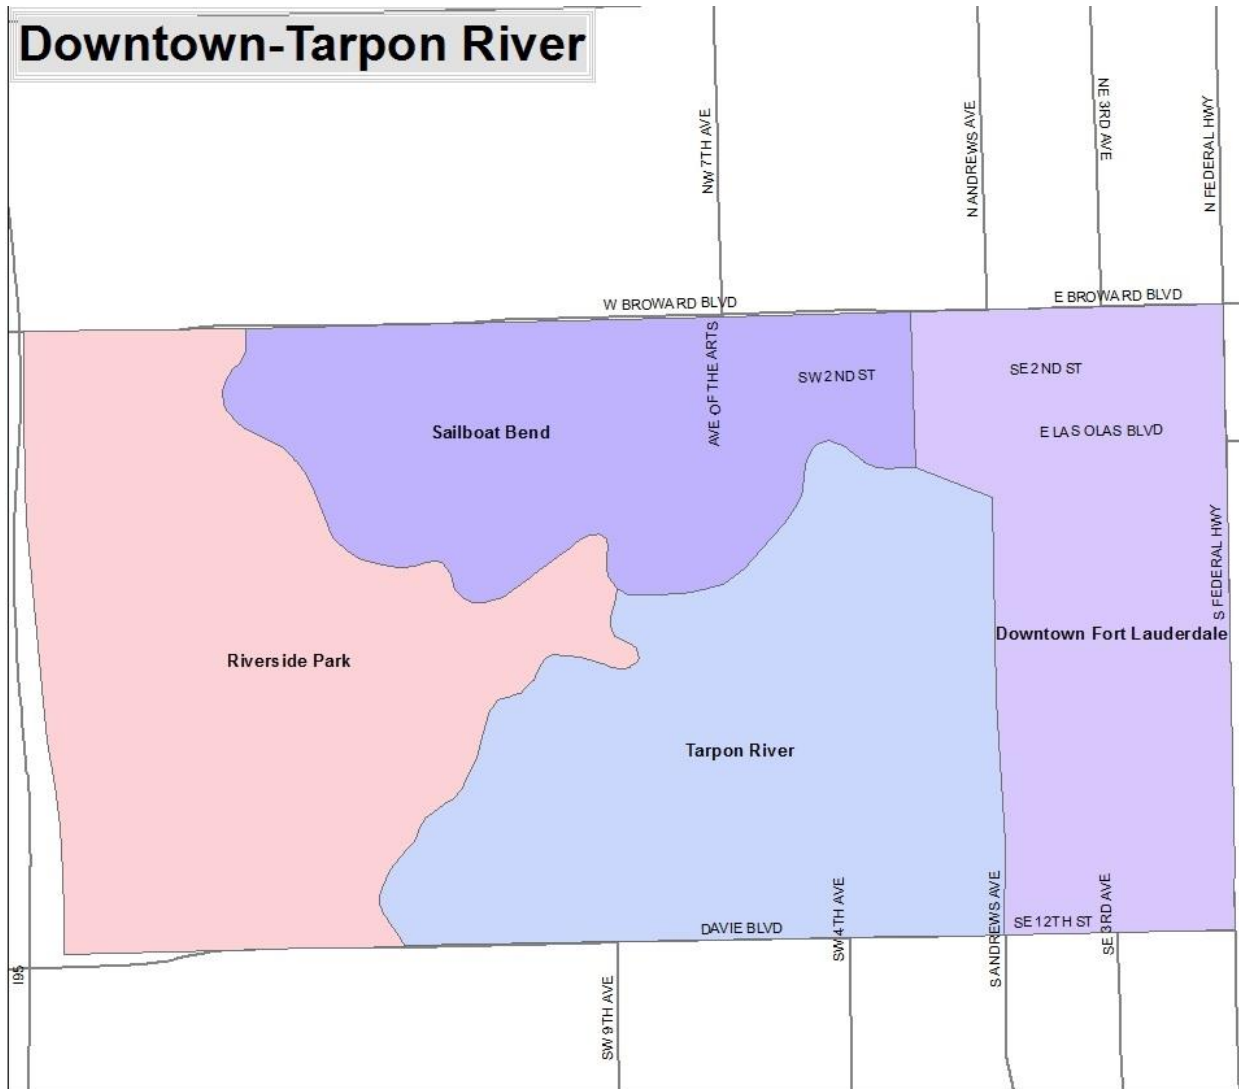 Downtown-Tarpon River
NW 7TH AVE
N ANDREWS AVE
NE 3RD AVE
N FEDERAL HWY
W BROWARD BLVD
E BROWARD BLVD
AVE OF THE ARTS
SW 2ND ST
SE 2ND ST
Sailboat Bend
E LAS OLAS BLVD
S FEDERAL HWY
Riverside Park
Downtown Fort Lauderdale
Tarpon River
DAVIE BLVD
SW 4TH AVE
S ANDREWS AVE
SE 12TH ST
SE 3RD AVE
I95
SW 9TH AVE